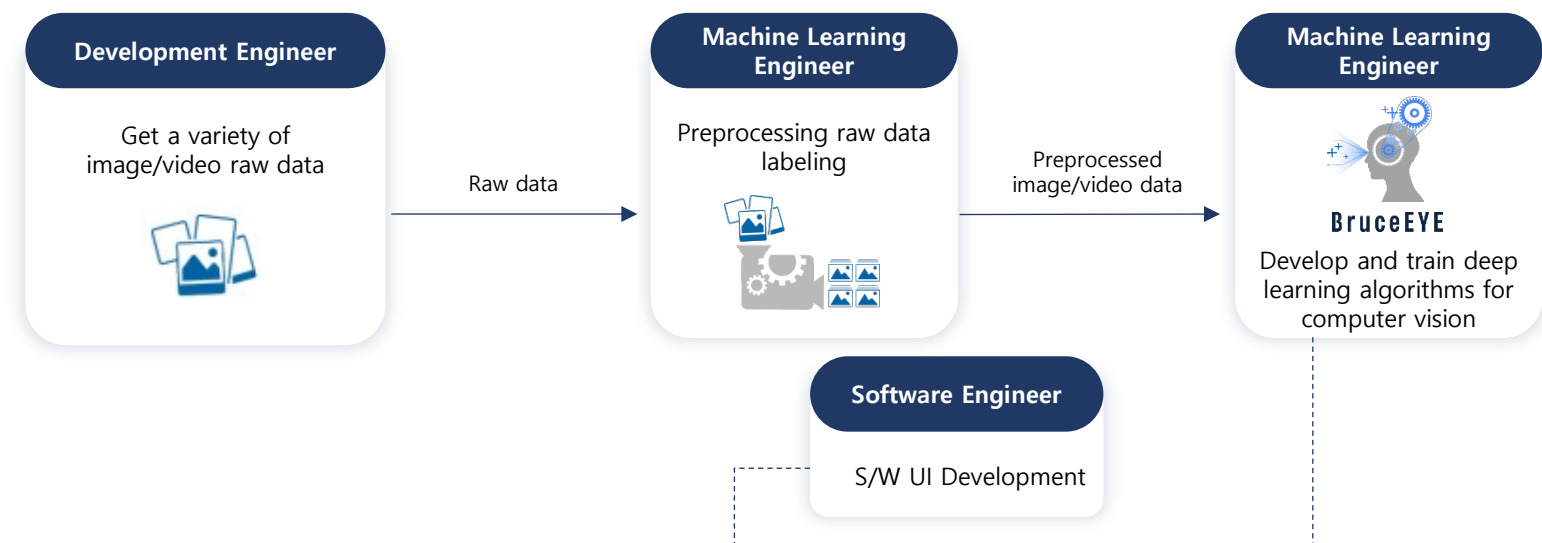 Development Engineer
Get a variety of
image/video raw data
Raw data
Machine Learning
Engineer
Preprocessing raw data
labeling
Preprocessed
image/video data
Machine Learning
Engineer
BruceEYE
Develop and train deep
learning algorithms for
computer vision
Software Engineer
S/W UI Development